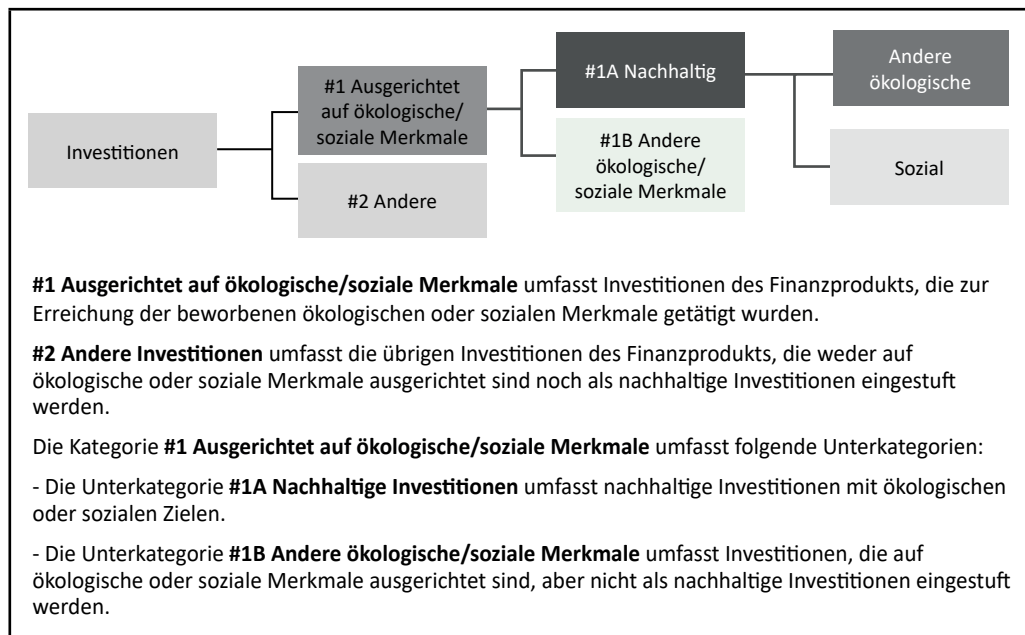 Investitionen
#1 Ausgerichtet
auf ökologische/
soziale Merkmale
#2 Andere
#1A Nachhaltig
#1B Andere
ökologische/
soziale Merkmale
Andere
ökologische
Sozial
#1 Ausgerichtet auf ökologische/soziale Merkmale umfasst Investitionen des Finanzprodukts, die zur
Erreichung der beworbenen ökologischen oder sozialen Merkmale getätigt wurden.
#2 Andere Investitionen umfasst die übrigen Investitionen des Finanzprodukts, die weder auf
ökologische oder soziale Merkmale ausgerichtet sind noch als nachhaltige Investitionen eingestuft
werden.
Die Kategorie #1 Ausgerichtet auf ökologische/soziale Merkmale umfasst folgende Unterkategorien:
- Die Unterkategorie #1A Nachhaltige Investitionen umfasst nachhaltige Investitionen mit ökologischen
oder sozialen Zielen.
- Die Unterkategorie #1B Andere ökologische/soziale Merkmale umfasst Investitionen, die auf
ökologische oder soziale Merkmale ausgerichtet sind, aber nicht als nachhaltige Investitionen eingestuft
werden.